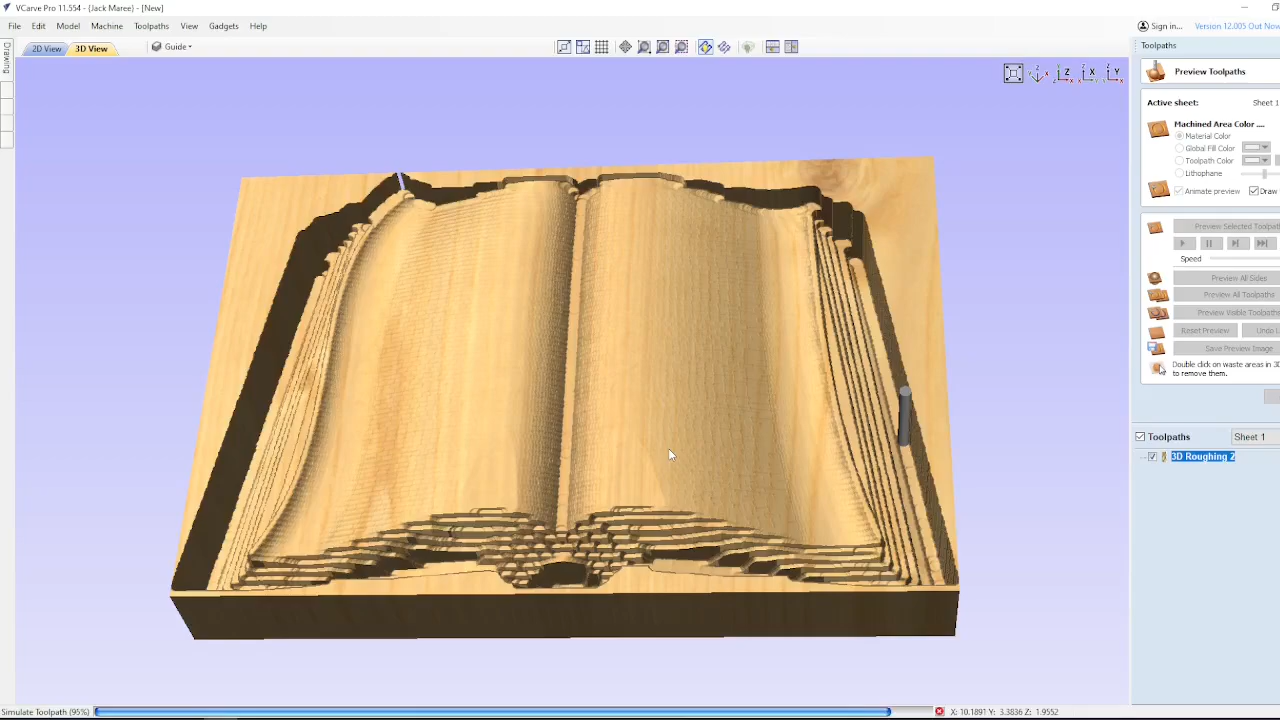 VCarve Pro 11.554 - (Jack Maree) - [New]
File Edit Model Machine Toolpaths View Gadgets Help
Sign in... Version 12.005 Out Now
2D View 3D View Guide
Drawing
Toolpaths
Preview Toolpaths
Active sheet: Sheet 1
Machined Area Color ....
Material Color
Global Fill Color
Toolpath Color
Lithophane
Animate preview Draw
Preview Selected Toolpat
Speed
Preview All Sides
Preview All Toolpaths
Preview Visible Toolpaths
Reset Preview Undo L
Save Preview Image
Double click on waste areas in 3D
to remove them.
Toolpaths Sheet 1
3D Roughing 2
Z X Y
Simulate Toolpath (95%) X: 10.1891 Y: 3.3836 Z: 1.9552